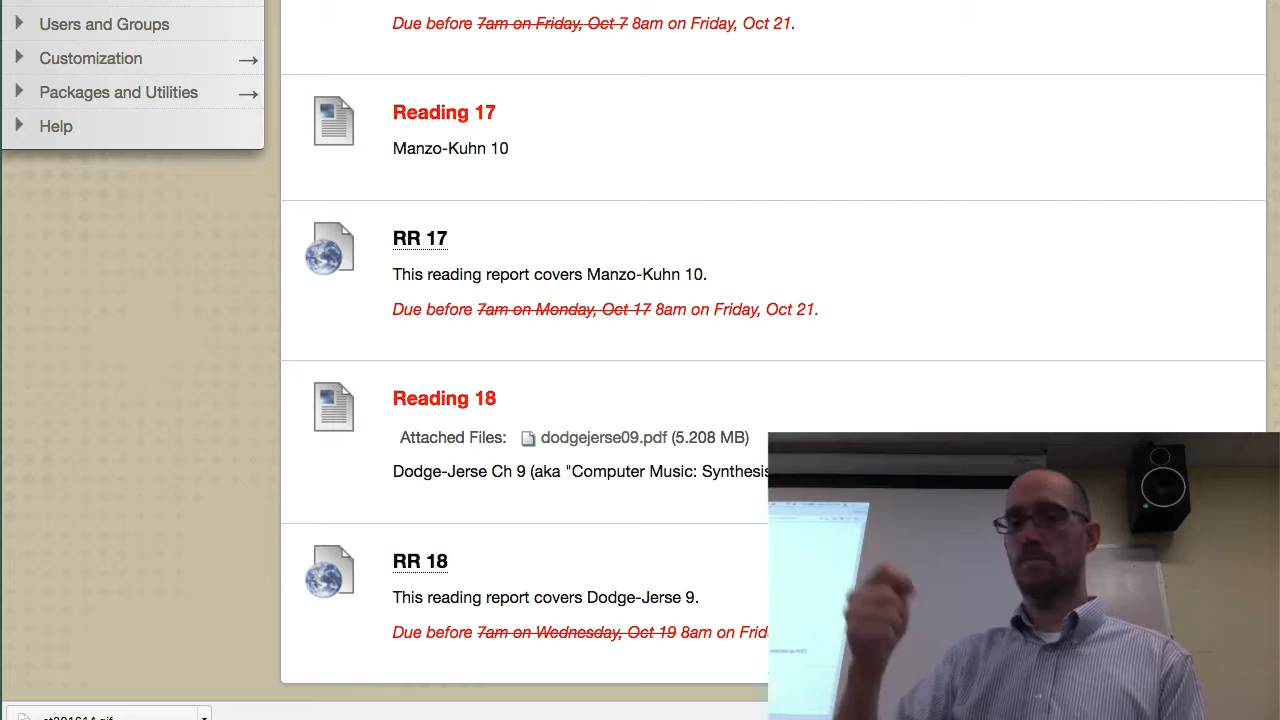 Users and Groups
Due before 7am on Friday, Oct 7 8am on Friday, Oct 21.
Customization
Packages and Utilities
Help
Reading 17
Manzo-Kuhn 10
RR 17
This reading report covers Manzo-Kuhn 10.
Due before 7am on Monday, Oct 17 8am on Friday, Oct 21.
Reading 18
Attached Files: dodgejerse09.pdf (5.208 MB)
Dodge-Jerse Ch 9 (aka "Computer Music: Synthesis
RR 18
This reading report covers Dodge-Jerse 9.
Due before 7am on Wednesday, Oct 19 8am on Frid